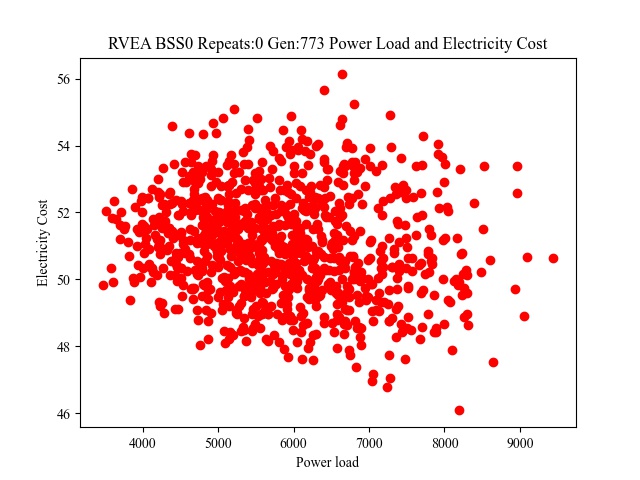 RVEA BSS0 Repeats:0 Gen:773 Power Load and Electricity Cost
56
54
52
50
48
46
Electricity Cost
4000 5000 6000 7000 8000 9000
Power load